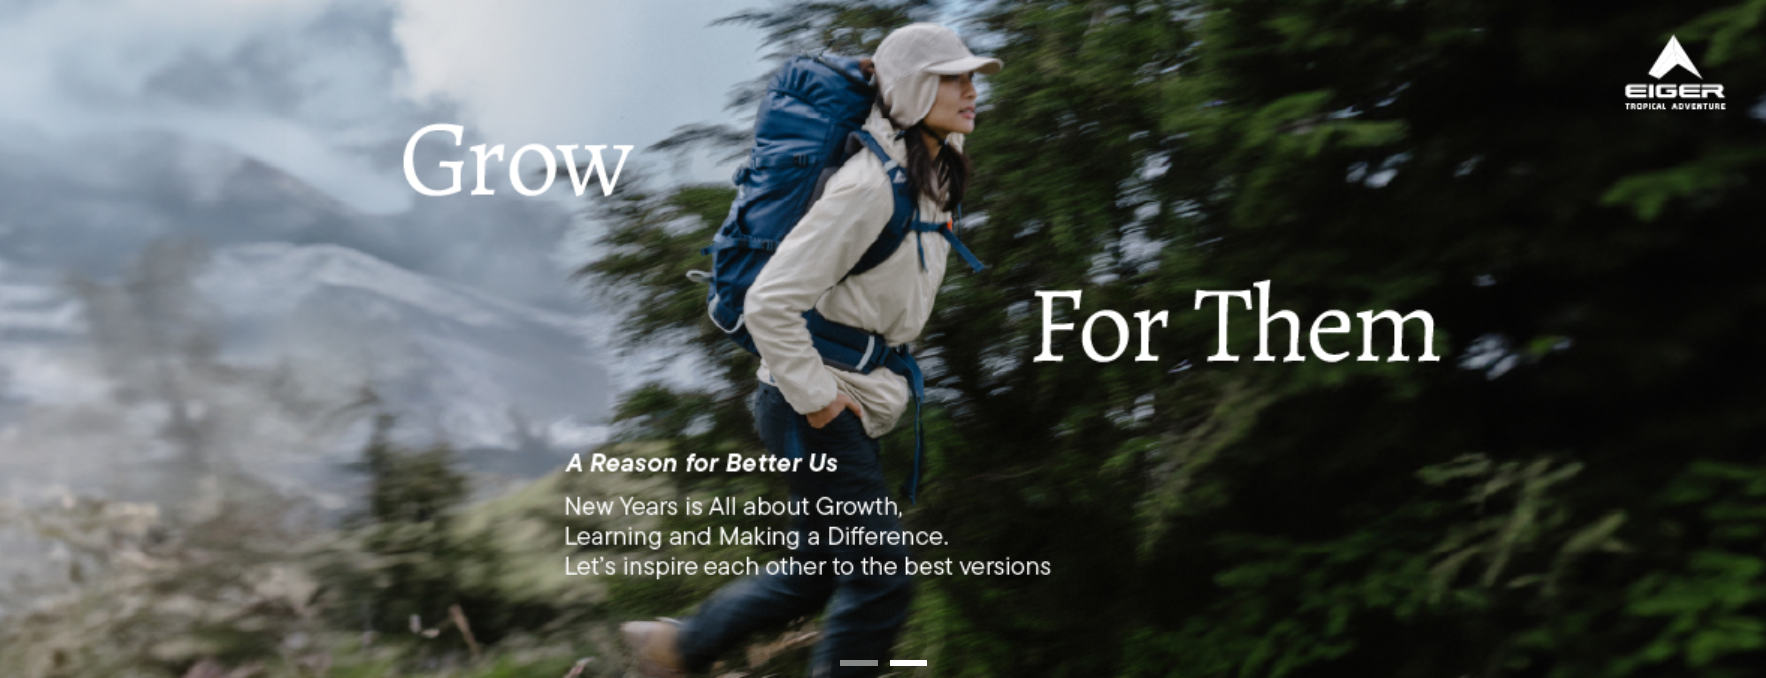 Grow
EIGER
TROPICAL ADVENTURE
For Them
A Reason for Better Us
New Years is All about Growth,
Learning and Making a Difference.
Let's inspire each other to the best versions